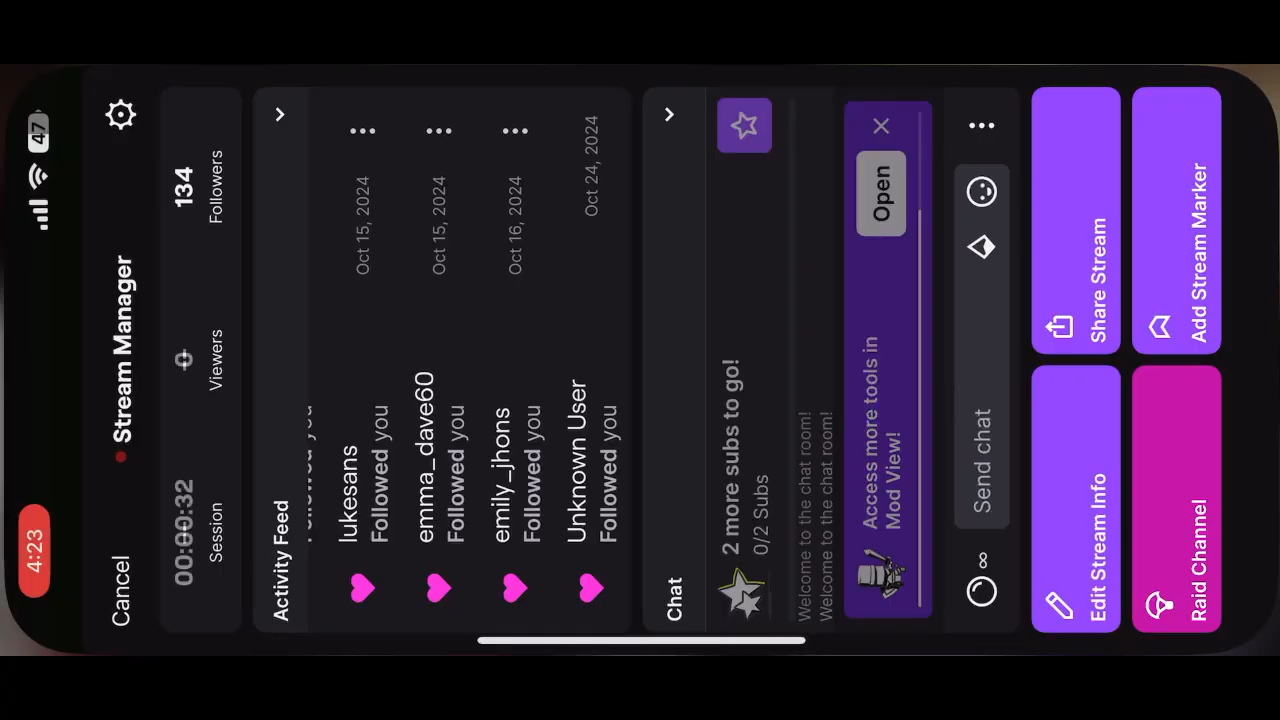 4:23
47
Cancel
Stream Manager
00:00:32
0
134
Session
Viewers
Followers
Activity Feed
Followed you
lukesans
Followed you
Oct 15, 2024
emma_dave60
Followed you
Oct 15, 2024
emily_jhons
Followed you
Oct 16, 2024
Unknown User
Followed you
Oct 24, 2024
Chat
2 more subs to go!
0/2 Subs
Welcome to the chat room!
Welcome to the chat room!
Access more tools in
Mod View!
Open
Send chat
Edit Stream Info
Share Stream
Raid Channel
Add Stream Marker